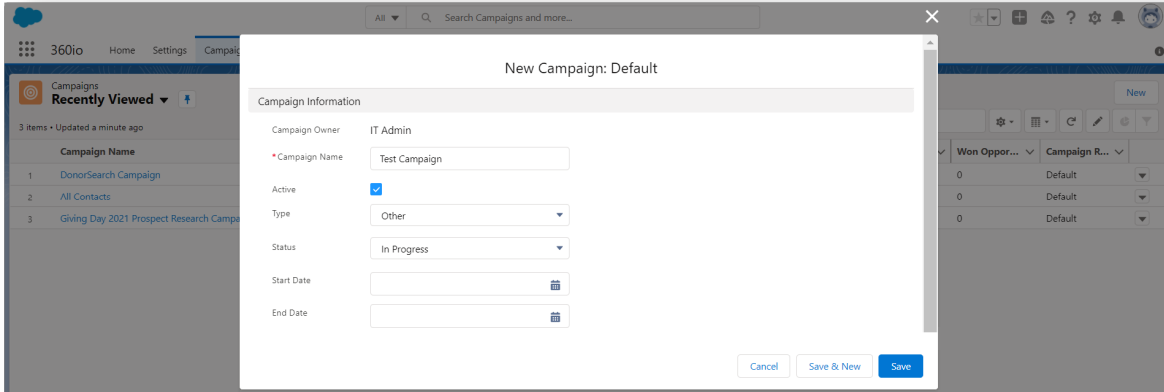 All
Search Campaigns and more...
360io
Home
Settings
Campaig
Campaigns
Recently Viewed
New
3 items • Updated a minute ago
Campaign Name
Won Oppor...
Campaign R...
1
DonorSearch Campaign
0
Default
2
All Contacts
0
Default
3
Giving Day 2021 Prospect Research Campa
0
Default
New Campaign: Default
Campaign Information
Campaign Owner
IT Admin
*Campaign Name
Test Campaign
Active
Type
Other
Status
In Progress
Start Date
End Date
Cancel
Save & New
Save